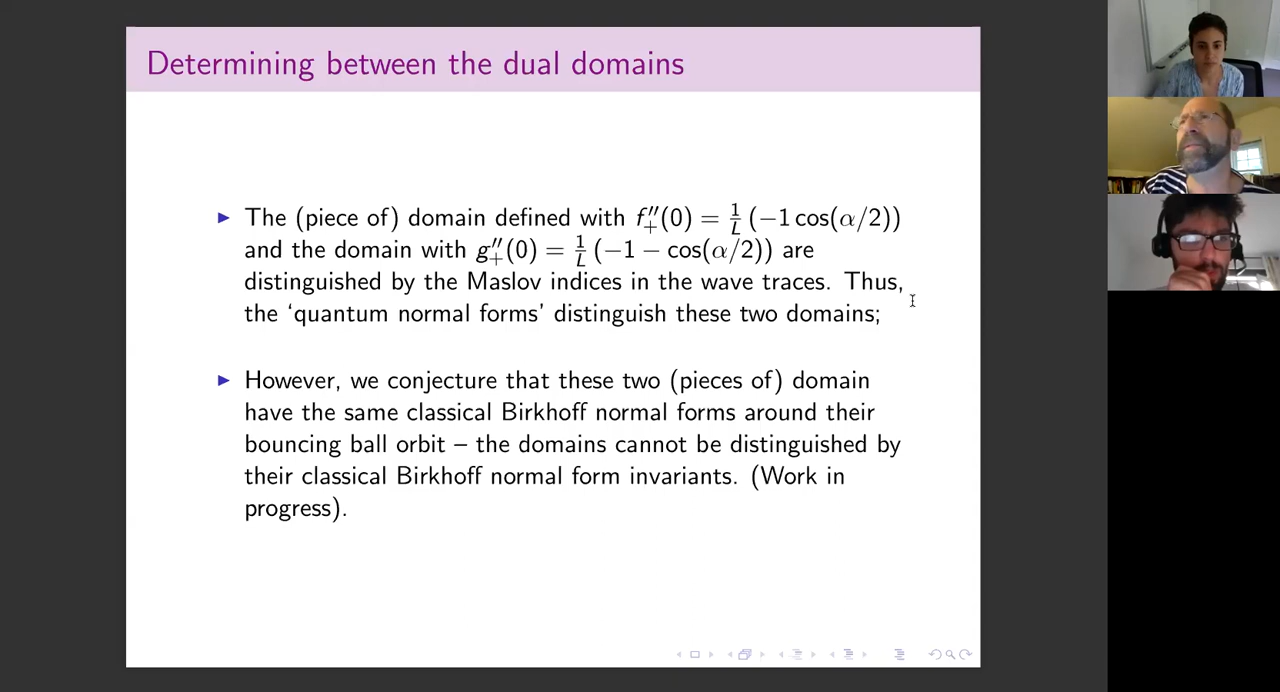 Determining between the dual domains
▶ The (piece of) domain defined with f″₊(0) = 1/L (−1 cos(α/2))
and the domain with g″₊(0) = 1/L (−1 − cos(α/2)) are
distinguished by the Maslov indices in the wave traces. Thus,
the ‘quantum normal forms’ distinguish these two domains;
▶ However, we conjecture that these two (pieces of) domain
have the same classical Birkhoff normal forms around their
bouncing ball orbit – the domains cannot be distinguished by
their classical Birkhoff normal form invariants. (Work in
progress).